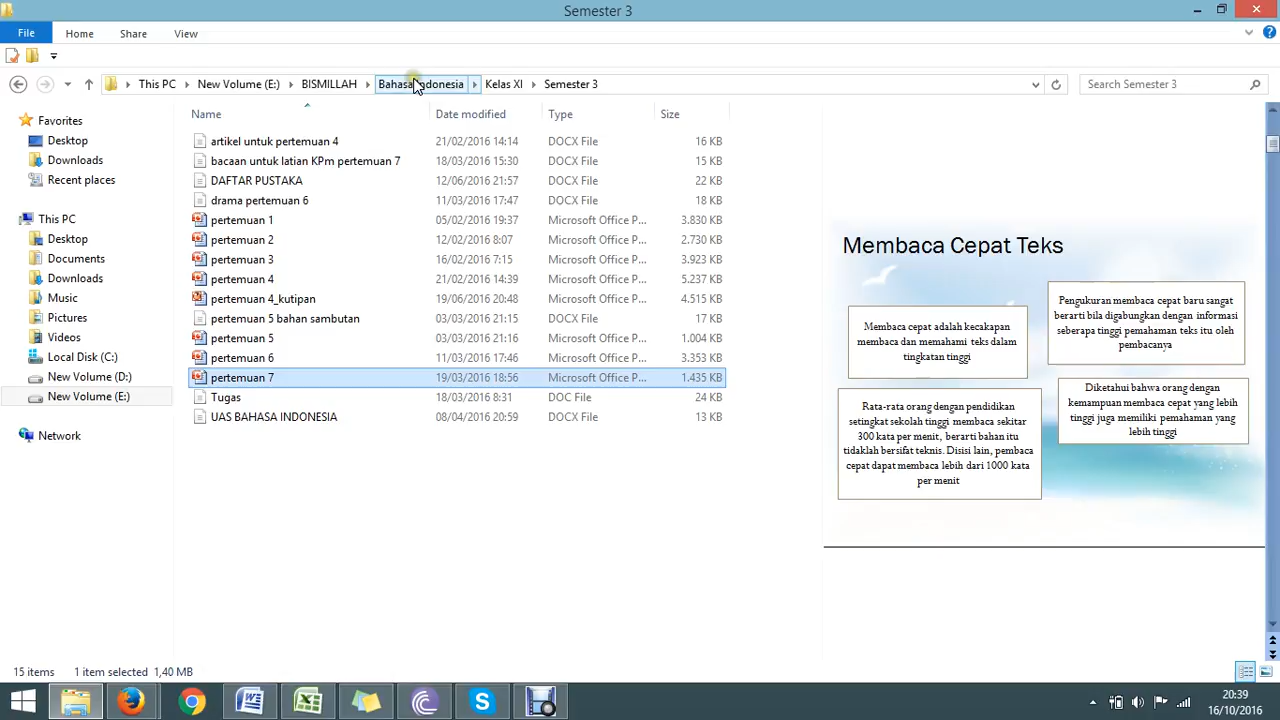 Semester 3
File Home Share View
This PC New Volume (E:) BISMILLAH Bahasa Indonesia Kelas XI Semester 3 Search Semester 3
Favorites
Desktop
Downloads
Recent places
This PC
Desktop
Documents
Downloads
Music
Pictures
Videos
Local Disk (C:)
New Volume (D:)
New Volume (E:)
Network
Name Date modified Type Size
artikel untuk pertemuan 4 21/02/2016 14:14 DOCX File 16 KB
bacaan untuk latian KPm pertemuan 7 18/03/2016 15:30 DOCX File 15 KB
DAFTAR PUSTAKA 12/06/2016 21:57 DOCX File 22 KB
drama pertemuan 6 11/03/2016 17:47 DOCX File 18 KB
pertemuan 1 05/02/2016 19:37 Microsoft Office P... 3.830 KB
pertemuan 2 12/02/2016 8:07 Microsoft Office P... 2.730 KB
pertemuan 3 16/02/2016 7:15 Microsoft Office P... 3.923 KB
pertemuan 4 21/02/2016 14:39 Microsoft Office P... 5.237 KB
pertemuan 4_kutipan 19/06/2016 20:48 Microsoft Office P... 4.515 KB
pertemuan 5 bahan sambutan 03/03/2016 21:15 DOCX File 17 KB
pertemuan 5 03/03/2016 21:16 Microsoft Office P... 1.004 KB
pertemuan 6 11/03/2016 17:46 Microsoft Office P... 3.353 KB
pertemuan 7 19/03/2016 18:56 Microsoft Office P... 1.435 KB
Tugas 18/03/2016 8:31 DOC File 24 KB
UAS BAHASA INDONESIA 08/04/2016 20:59 DOCX File 13 KB
Membaca Cepat Teks
Membaca cepat adalah kecakapan
membaca dan memahami teks dalam
tingkatan tinggi
Pengukuran membaca cepat baru sangat
berarti bila digabungkan dengan informasi
seberapa tinggi pemahaman teks itu oleh
pembacanya
Rata-rata orang dengan pendidikan
setingkat sekolah tinggi membaca sekitar
300 kata per menit, berarti bahan itu
tidaklah bersifat teknis. Disisi lain, pembaca
cepat dapat membaca lebih dari 1000 kata
per menit
Diketahui bahwa orang dengan
kemampuan membaca cepat yang lebih
tinggi juga memiliki pemahaman yang
lebih tinggi
15 items 1 item selected 1,40 MB
20:39
16/10/2016